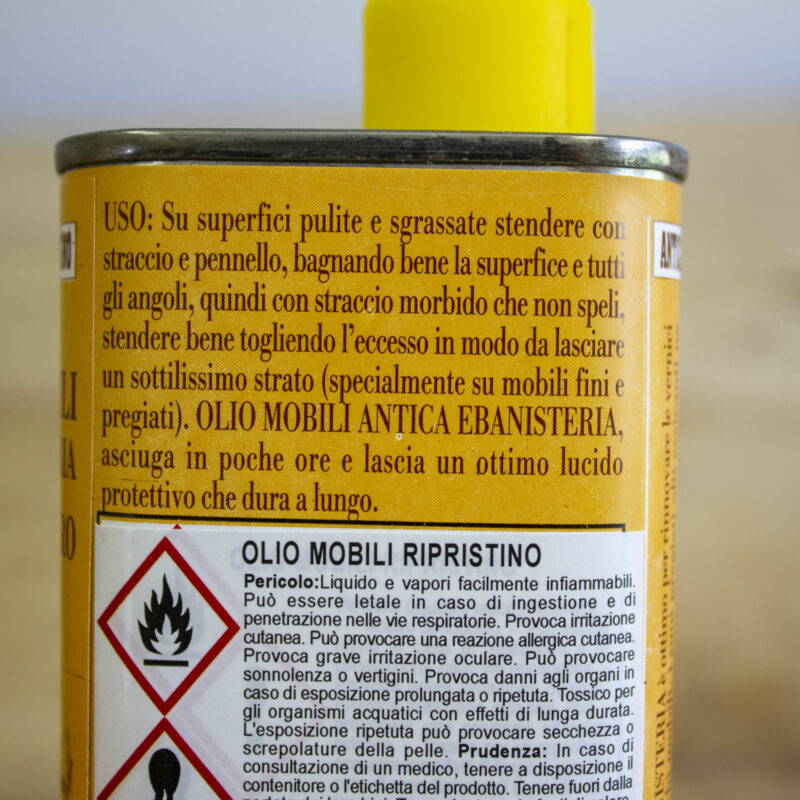 USO: Su superfici pulite e sgrassate stendere con
straccio e pennello, bagnando bene la superfice e tutti
gli angoli, quindi con straccio morbido che non speli,
stendere bene togliendo l'eccesso in modo da lasciare
un sottilissimo strato (specialmente su mobili fini e
pregiati). OLIO MOBILI ANTICA EBANISTERIA,
asciuga in poche ore e lascia un ottimo lucido
protettivo che dura a lungo.
OLIO MOBILI RIPRISTINO
Pericolo:Liquido e vapori facilmente infiammabili.
Può essere letale in caso di ingestione e di
penetrazione nelle vie respiratorie. Provoca irritazione
cutanea. Può provocare una reazione allergica cutanea.
Provoca grave irritazione oculare. Può provocare
sonnolenza o vertigini. Provoca danni agli organi in
caso di esposizione prolungata o ripetuta. Tossico per
gli organismi acquatici con effetti di lunga durata.
L'esposizione ripetuta può provocare secchezza o
screpolature della pelle. Prudenza: In caso di
consultazione di un medico, tenere a disposizione il
contenitore o l'etichetta del prodotto. Tenere fuori dalla
ottimo per rinnovare le vernici